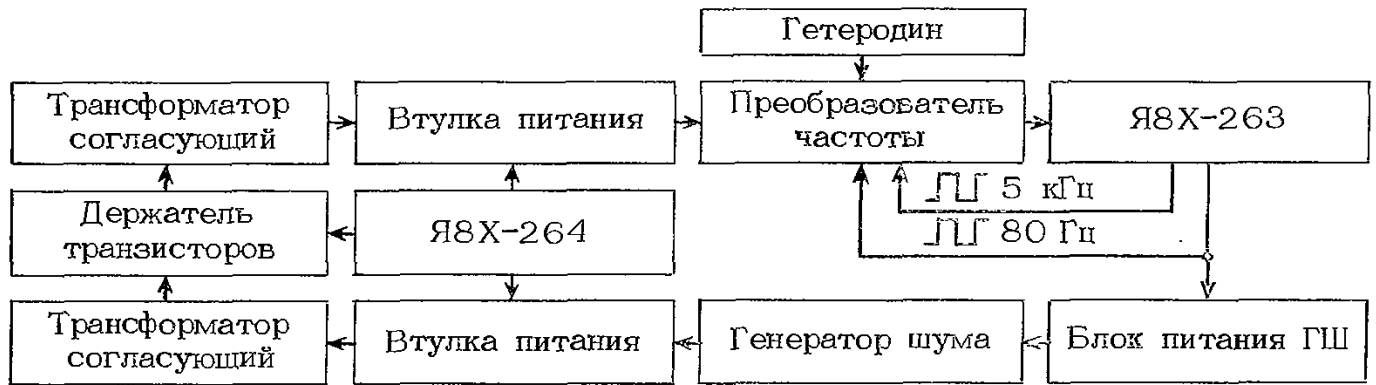 Гетеродин
Трансформатор
согласующий
Втулка питания
Преобразователь
частоты
Я8Х-263
5 кГц
80 Гц
Держатель
транзисторов
Я8Х-264
Трансформатор
согласующий
Втулка питания
Генератор шума
Блок питания ГШ